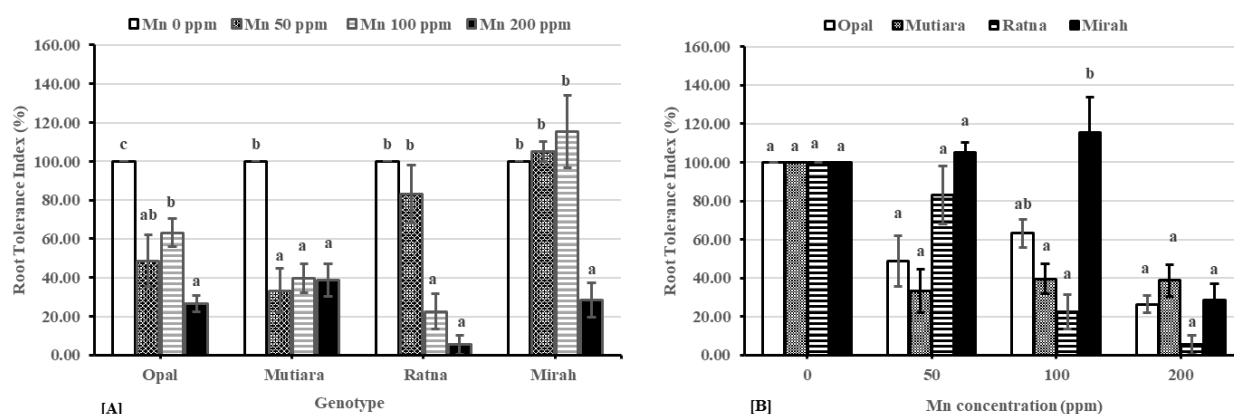 Mn 0 ppm Mn 50 ppm Mn 100 ppm Mn 200 ppm
160.00
140.00
120.00
100.00
80.00
60.00
40.00
20.00
0.00
Root Tolerance Index (%)
c
ab
b
a
b
a
a
a
b
b
a
a
b
b
b
a
Opal Mutiara Ratna Mirah
[A]
Genotype
Opal Mutiara Ratna Mirah
160.00
140.00
120.00
100.00
80.00
60.00
40.00
20.00
0.00
Root Tolerance Index (%)
a a a a
a
a
a
a
ab
a
a
b
a
a
a
a
0 50 100 200
[B]
Mn concentration (ppm)